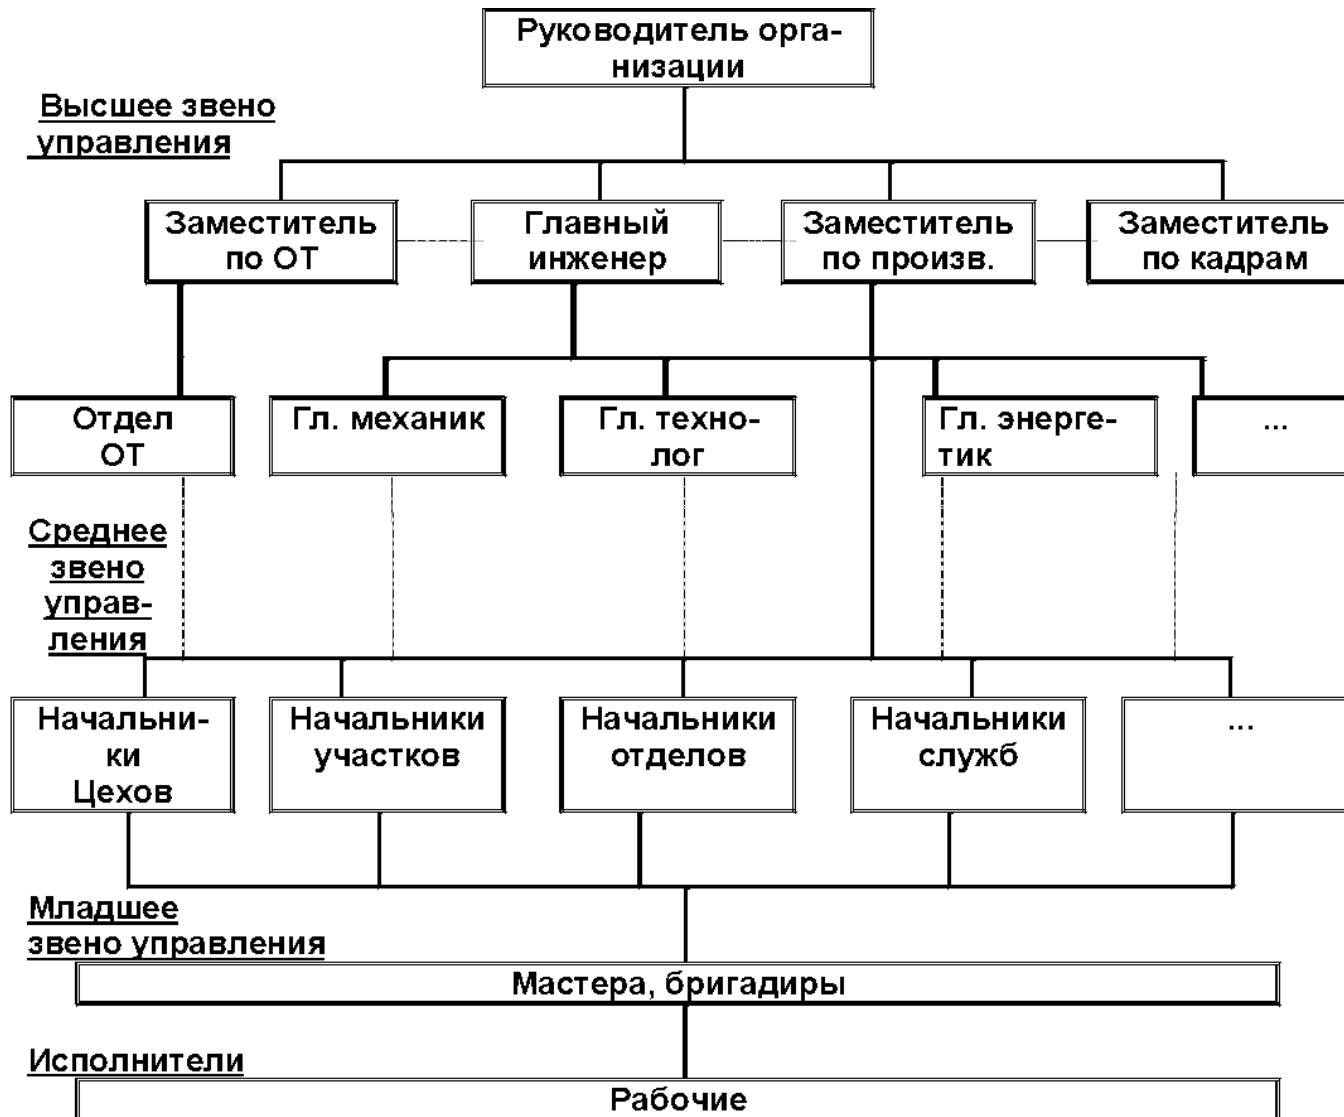 Руководитель орга-
низации
Высшее звено
управления
Заместитель
по ОТ
Главный
инженер
Заместитель
по произв.
Заместитель
по кадрам
Отдел
ОТ
Гл. механик
Гл. техно-
лог
Гл. энерге-
тик
...
Среднее
звено
управ-
ления
Начальни-
ки
Цехов
Начальники
участков
Начальники
отделов
Начальники
служб
...
Младшее
звено управления
Мастера, бригадиры
Исполнители
Рабочие